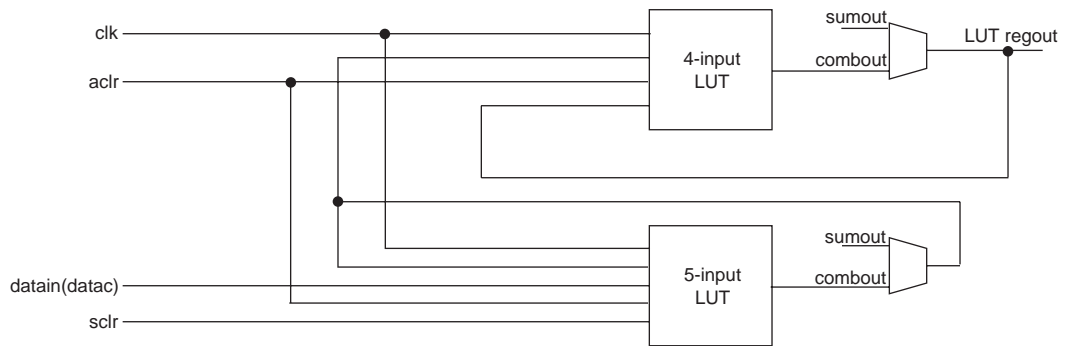 clk
aclr
4-input
LUT
sumout
combout
LUT regout
datain(datac)
sclr
5-input
LUT
sumout
combout